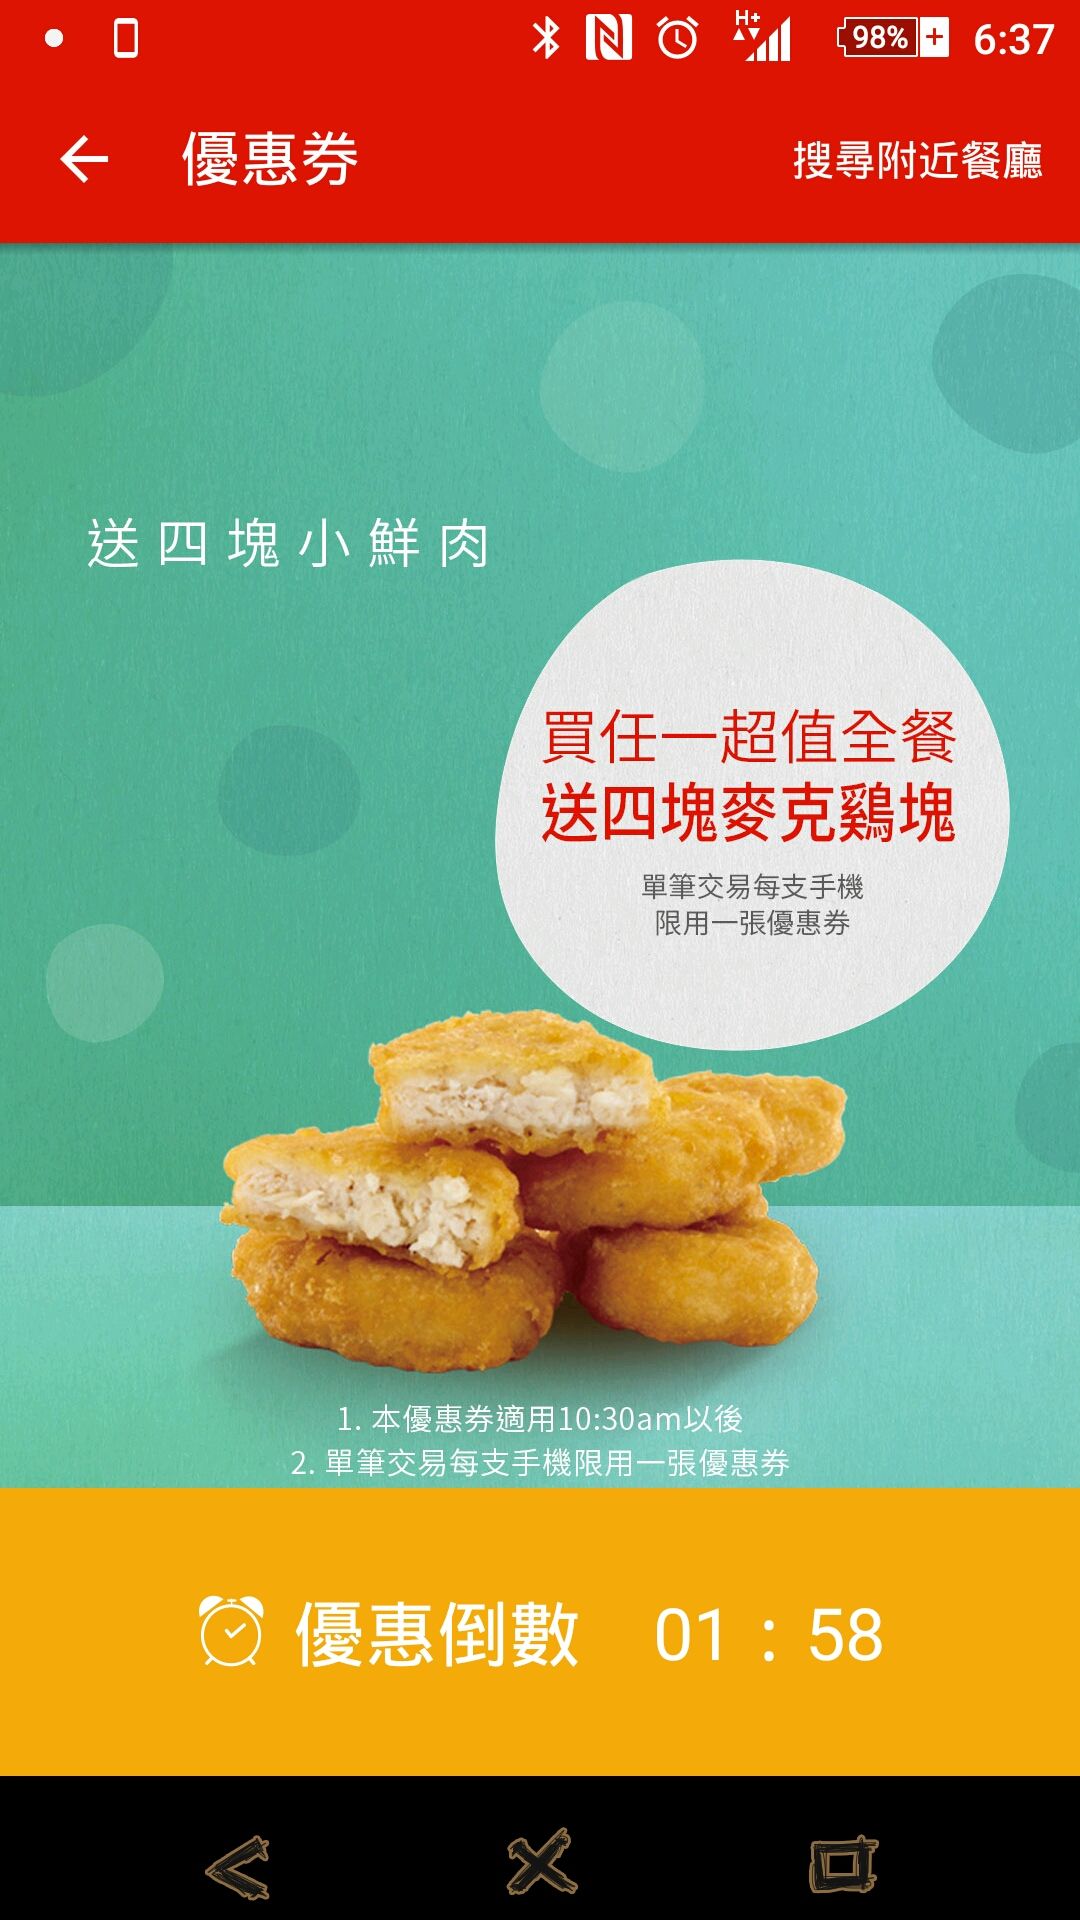 H+
98%
6:37
優惠券
搜尋附近餐廳
送四塊小鮮肉
買任一超值全餐
送四塊麥克鷄塊
單筆交易每支手機
限用一張優惠券
1. 本優惠券適用10:30am以後
2. 單筆交易每支手機限用一張優惠券
優惠倒數 01 : 58